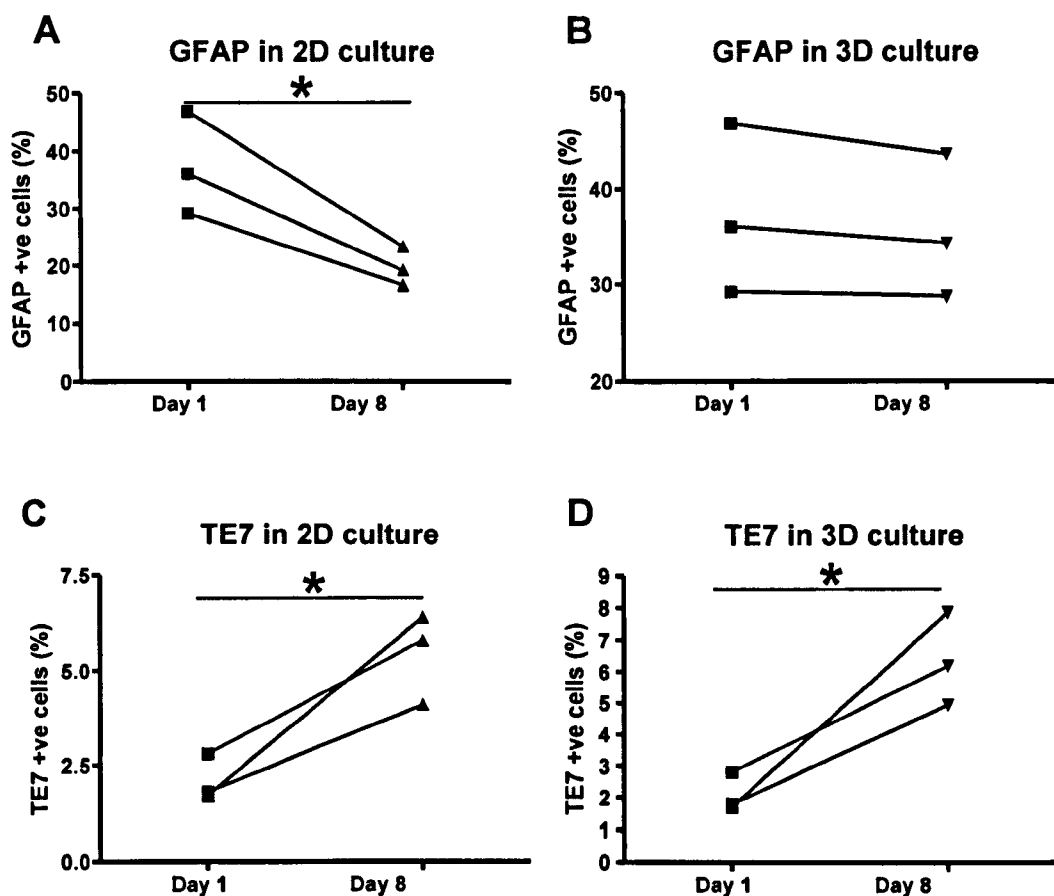 A
GFAP in 2D culture
*
GFAP +ve cells (%)
50
40
30
20
10
0
Day 1 Day 8
B
GFAP in 3D culture
GFAP +ve cells (%)
50
40
30
20
Day 1 Day 8
C
TE7 in 2D culture
*
TE7 +ve cells (%)
7.5
5.0
2.5
0.0
Day 1 Day 8
D
TE7 in 3D culture
*
TE7 +ve cells (%)
9
8
7
6
5
4
3
2
1
0
Day 1 Day 8